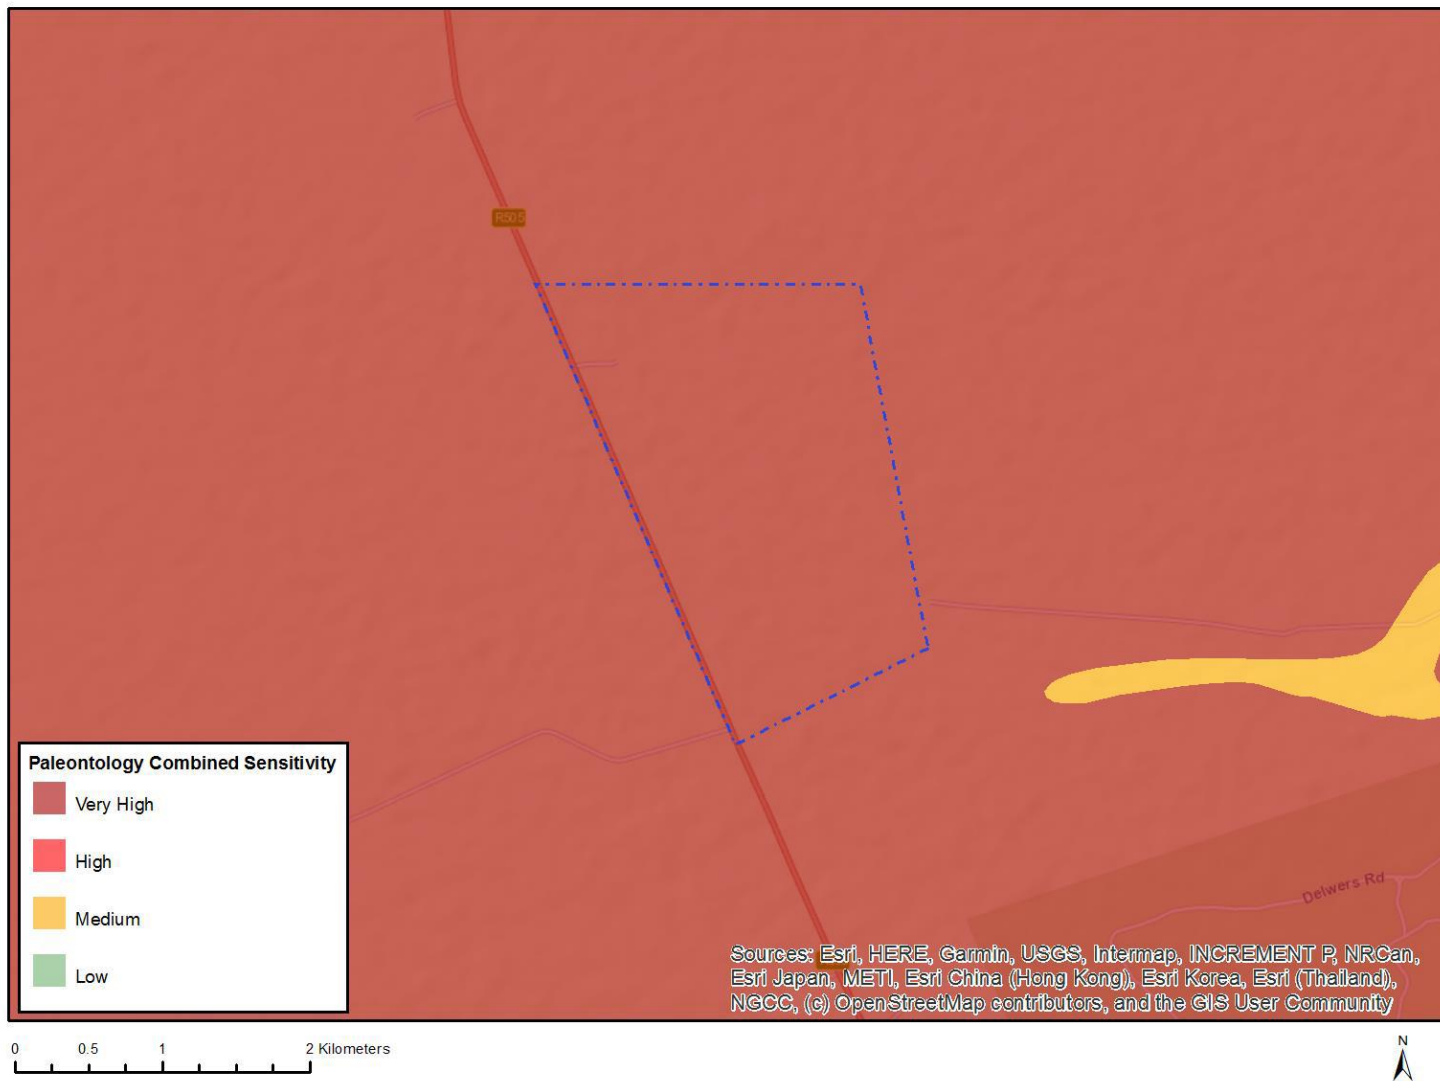 R505
Paleontology Combined Sensitivity
Very High
High
Medium
Low
Delwers Rd
Sources: Esri, HERE, Garmin, USGS, Intermap, INCREMENT P, NRCan,
Esri Japan, METI, Esri China (Hong Kong), Esri Korea, Esri (Thailand),
NGCC, (c) OpenStreetMap contributors, and the GIS User Community
0 0.5 1 2 Kilometers
N